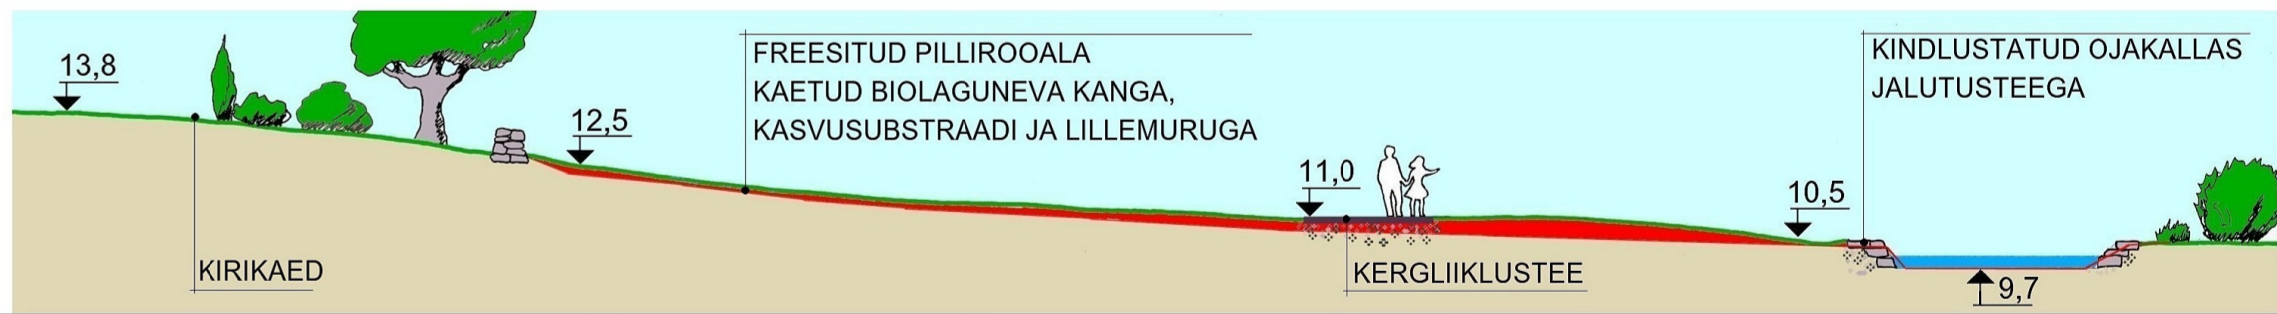 13,8
FREESITUD PILLIROOALA
KAETUD BIOLAGUNEVA KANGA,
KASVUSUBSTRAADI JA LILLEMURUGA
KINDLUSTATUD OJAKALLAS
JALUTUSTEEGA
12,5
11,0
10,5
KIRIKAED
KERGLIIKLUSTEE
9,7